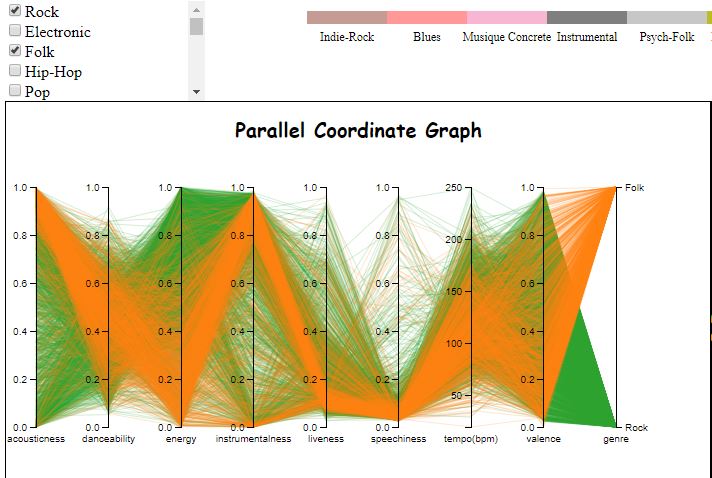 Rock
Electronic
Folk
Hip-Hop
Pop
Indie-Rock Blues Musique Concrete Instrumental Psych-Folk
Parallel Coordinate Graph
1.0 1.0 1.0 1.0 1.0 1.0 250 1.0 Folk
0.8 0.8 0.8 0.8 0.8 0.8 200 0.8
0.6 0.6 0.6 0.6 0.6 0.6 150 0.6
0.4 0.4 0.4 0.4 0.4 0.4 100 0.4
0.2 0.2 0.2 0.2 0.2 0.2 50 0.2
0.0 0.0 0.0 0.0 0.0 0.0 0.0 Rock
acousticness danceability energy instrumentalness liveness speechiness tempo(bpm) valence genre